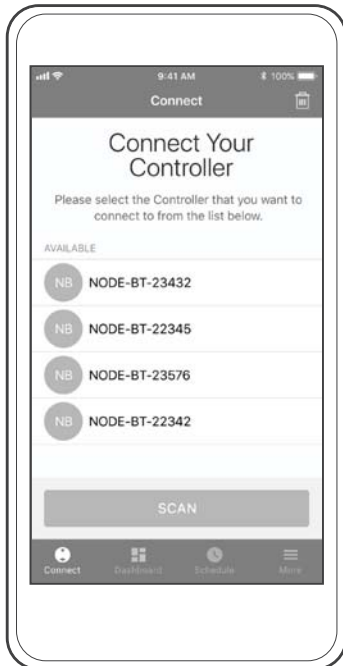 9:41 AM
100%
Connect
Connect Your
Controller
Please select the Controller that you want to
connect to from the list below.
AVAILABLE
NB NODE-BT-23432
NB NODE-BT-22345
NB NODE-BT-23576
NB NODE-BT-22342
SCAN
Connect Dashboard Schedule More